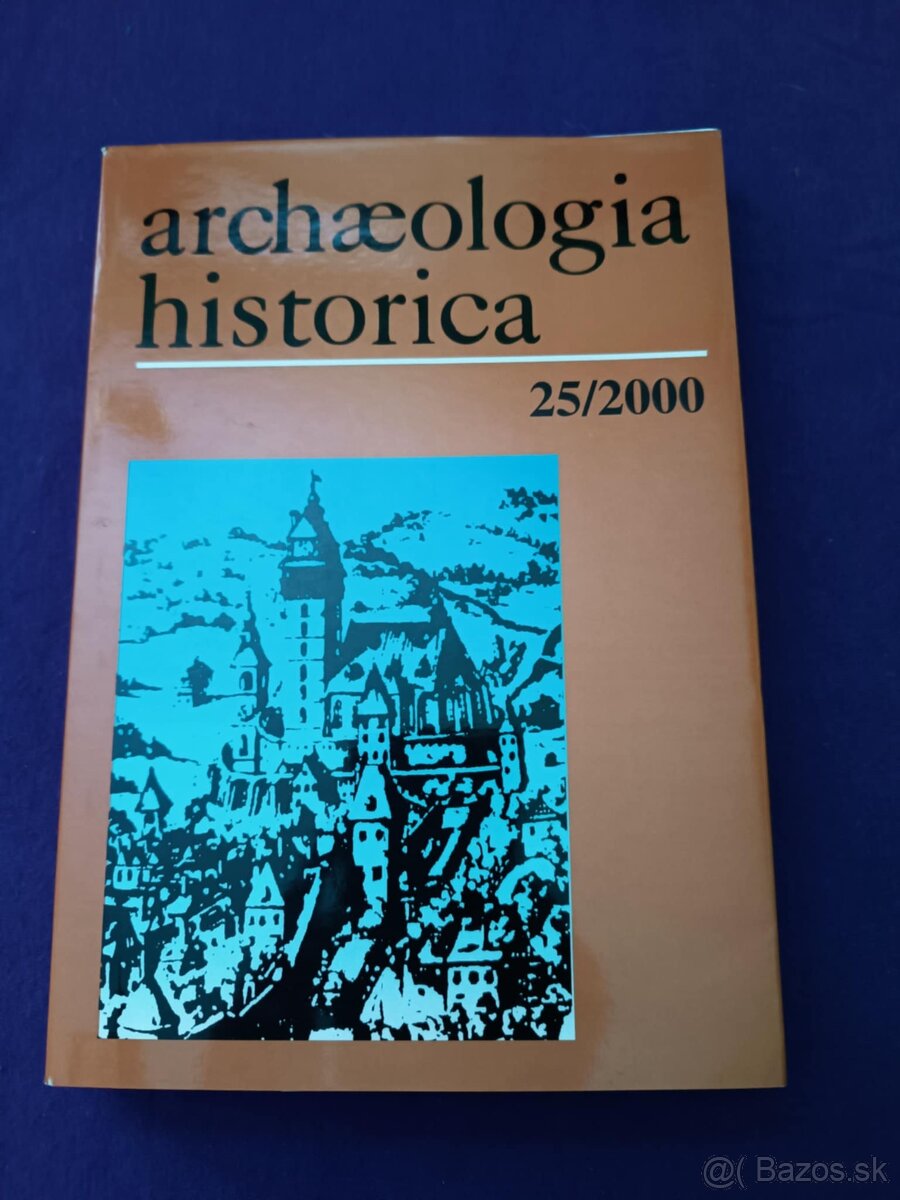 archæologia
historica
25/2000
@( Bazos.sk